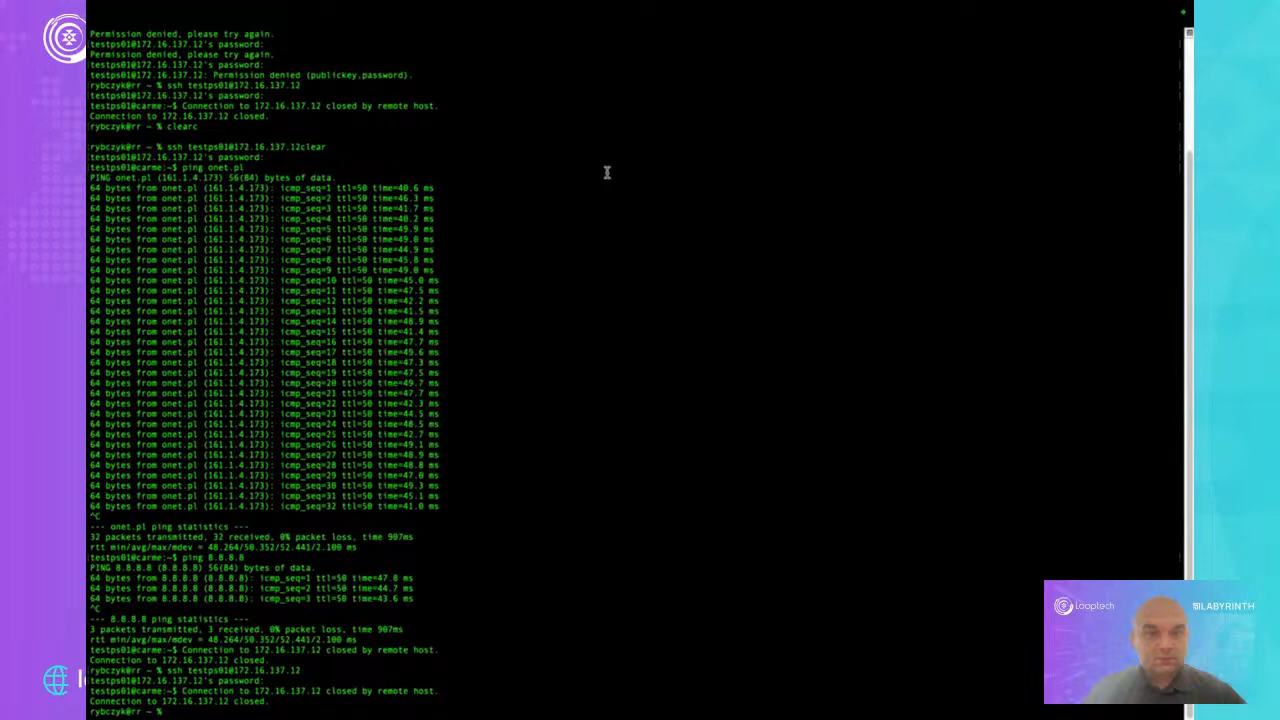 Permission denied, please try again.
testps01@172.16.137.12's password:
Permission denied, please try again.
testps01@172.16.137.12's password:
testps01@172.16.137.12: Permission denied (publickey,password).
rybczyk@rr ~ % ssh testps01@172.16.137.12
testps01@172.16.137.12's password:
testps01@carme:~$ Connection to 172.16.137.12 closed by remote host.
Connection to 172.16.137.12 closed.
rybczyk@rr ~ % clearc
rybczyk@rr ~ % ssh testps01@172.16.137.12clear
testps01@172.16.137.12's password:
testps01@carme:~$ ping onet.pl
PING onet.pl (161.1.4.173) 56(84) bytes of data.
64 bytes from onet.pl (161.1.4.173): icmp_seq=1 ttl=50 time=40.6 ms
64 bytes from onet.pl (161.1.4.173): icmp_seq=2 ttl=50 time=46.3 ms
64 bytes from onet.pl (161.1.4.173): icmp_seq=3 ttl=50 time=41.7 ms
64 bytes from onet.pl (161.1.4.173): icmp_seq=4 ttl=50 time=40.2 ms
64 bytes from onet.pl (161.1.4.173): icmp_seq=5 ttl=50 time=49.9 ms
64 bytes from onet.pl (161.1.4.173): icmp_seq=6 ttl=50 time=49.0 ms
64 bytes from onet.pl (161.1.4.173): icmp_seq=7 ttl=50 time=44.9 ms
64 bytes from onet.pl (161.1.4.173): icmp_seq=8 ttl=50 time=45.8 ms
64 bytes from onet.pl (161.1.4.173): icmp_seq=9 ttl=50 time=49.0 ms
64 bytes from onet.pl (161.1.4.173): icmp_seq=10 ttl=50 time=45.0 ms
64 bytes from onet.pl (161.1.4.173): icmp_seq=11 ttl=50 time=47.5 ms
64 bytes from onet.pl (161.1.4.173): icmp_seq=12 ttl=50 time=42.2 ms
64 bytes from onet.pl (161.1.4.173): icmp_seq=13 ttl=50 time=41.5 ms
64 bytes from onet.pl (161.1.4.173): icmp_seq=14 ttl=50 time=48.9 ms
64 bytes from onet.pl (161.1.4.173): icmp_seq=15 ttl=50 time=41.4 ms
64 bytes from onet.pl (161.1.4.173): icmp_seq=16 ttl=50 time=47.7 ms
64 bytes from onet.pl (161.1.4.173): icmp_seq=17 ttl=50 time=49.6 ms
64 bytes from onet.pl (161.1.4.173): icmp_seq=18 ttl=50 time=47.3 ms
64 bytes from onet.pl (161.1.4.173): icmp_seq=19 ttl=50 time=47.5 ms
64 bytes from onet.pl (161.1.4.173): icmp_seq=20 ttl=50 time=49.7 ms
64 bytes from onet.pl (161.1.4.173): icmp_seq=21 ttl=50 time=47.7 ms
64 bytes from onet.pl (161.1.4.173): icmp_seq=22 ttl=50 time=42.3 ms
64 bytes from onet.pl (161.1.4.173): icmp_seq=23 ttl=50 time=44.5 ms
64 bytes from onet.pl (161.1.4.173): icmp_seq=24 ttl=50 time=48.5 ms
64 bytes from onet.pl (161.1.4.173): icmp_seq=25 ttl=50 time=42.7 ms
64 bytes from onet.pl (161.1.4.173): icmp_seq=26 ttl=50 time=49.1 ms
64 bytes from onet.pl (161.1.4.173): icmp_seq=27 ttl=50 time=48.9 ms
64 bytes from onet.pl (161.1.4.173): icmp_seq=28 ttl=50 time=48.8 ms
64 bytes from onet.pl (161.1.4.173): icmp_seq=29 ttl=50 time=47.0 ms
64 bytes from onet.pl (161.1.4.173): icmp_seq=30 ttl=50 time=49.3 ms
64 bytes from onet.pl (161.1.4.173): icmp_seq=31 ttl=50 time=45.1 ms
64 bytes from onet.pl (161.1.4.173): icmp_seq=32 ttl=50 time=41.0 ms
^C
--- onet.pl ping statistics ---
32 packets transmitted, 32 received, 0% packet loss, time 907ms
rtt min/avg/max/mdev = 48.264/50.352/52.441/2.100 ms
testps01@carme:~$ ping 8.8.8.8
PING 8.8.8.8 (8.8.8.8) 56(84) bytes of data.
64 bytes from 8.8.8.8 (8.8.8.8): icmp_seq=1 ttl=50 time=47.0 ms
64 bytes from 8.8.8.8 (8.8.8.8): icmp_seq=2 ttl=50 time=44.7 ms
64 bytes from 8.8.8.8 (8.8.8.8): icmp_seq=3 ttl=50 time=43.6 ms
^C
--- 8.8.8.8 ping statistics ---
3 packets transmitted, 3 received, 0% packet loss, time 907ms
rtt min/avg/max/mdev = 48.264/50.352/52.441/2.100 ms
testps01@carme:~$ Connection to 172.16.137.12 closed by remote host.
Connection to 172.16.137.12 closed.
rybczyk@rr ~ % ssh testps01@172.16.137.12
testps01@172.16.137.12's password:
testps01@carme:~$ Connection to 172.16.137.12 closed by remote host.
Connection to 172.16.137.12 closed.
rybczyk@rr ~ %
Looptech
LABYRINTH